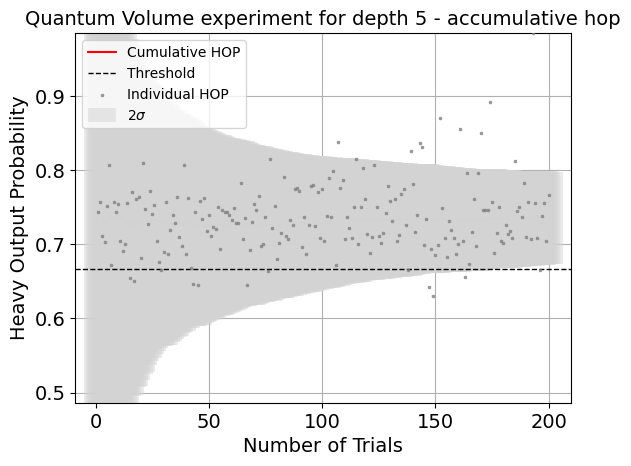 Quantum Volume experiment for depth 5 - accumulative hop
Cumulative HOP
Threshold
Individual HOP
2σ
Heavy Output Probability
0.9
0.8
0.7
0.6
0.5
0 50 100 150 200
Number of Trials